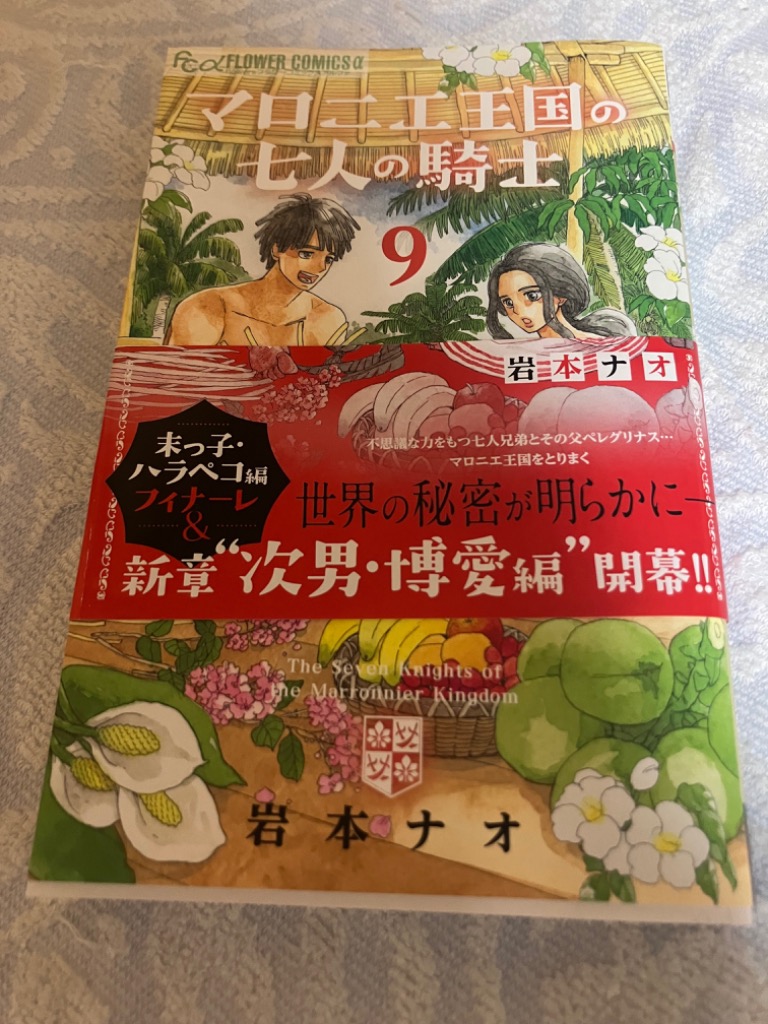 FCα FLOWER COMICSα
マロニエ王国の
七人の騎士
9
岩本ナオ
不思議な力をもつ七人兄弟とその父ペレグリナス…
マロニエ王国をとりまく
世界の秘密が明らかに—
末っ子・
ハラペコ編
フィナーレ
&
新章“次男・博愛編”開幕!!
The Seven Knights of
the Marronnier Kingdom
岩本ナオ